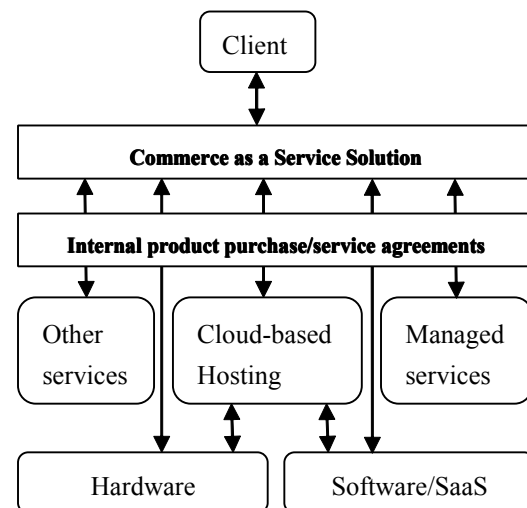 Client
Commerce as a Service Solution
Internal product purchase/service agreements
Other
services
Cloud-based
Hosting
Managed
services
Hardware
Software/SaaS